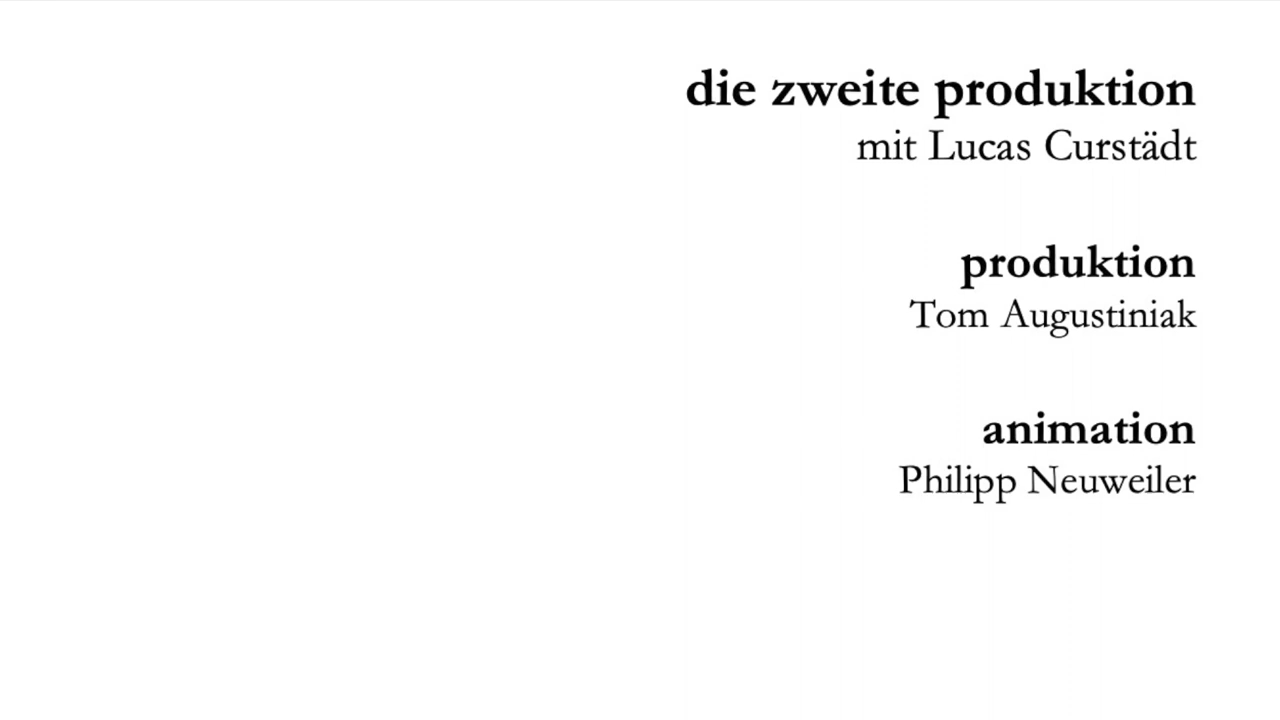 die zweite produktion
mit Lucas Curstädt
produktion
Tom Augustiniak
animation
Philipp Neuweiler